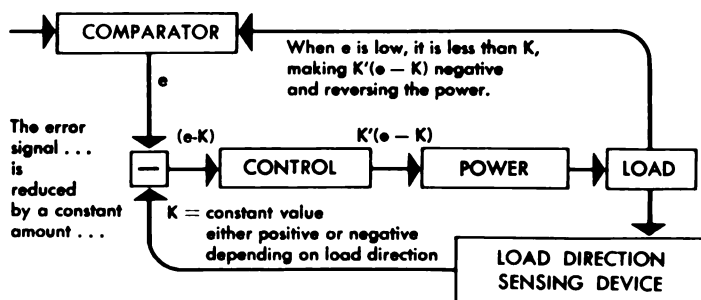 COMPARATOR
When e is low, it is less than K,
making K'(e – K) negative
and reversing the power.
e
The error
signal . . .
is
reduced
by a constant
amount . . .
(e-K)
K'(e – K)
–
CONTROL
POWER
LOAD
K = constant value
either positive or negative
depending on load direction
LOAD DIRECTION
SENSING DEVICE